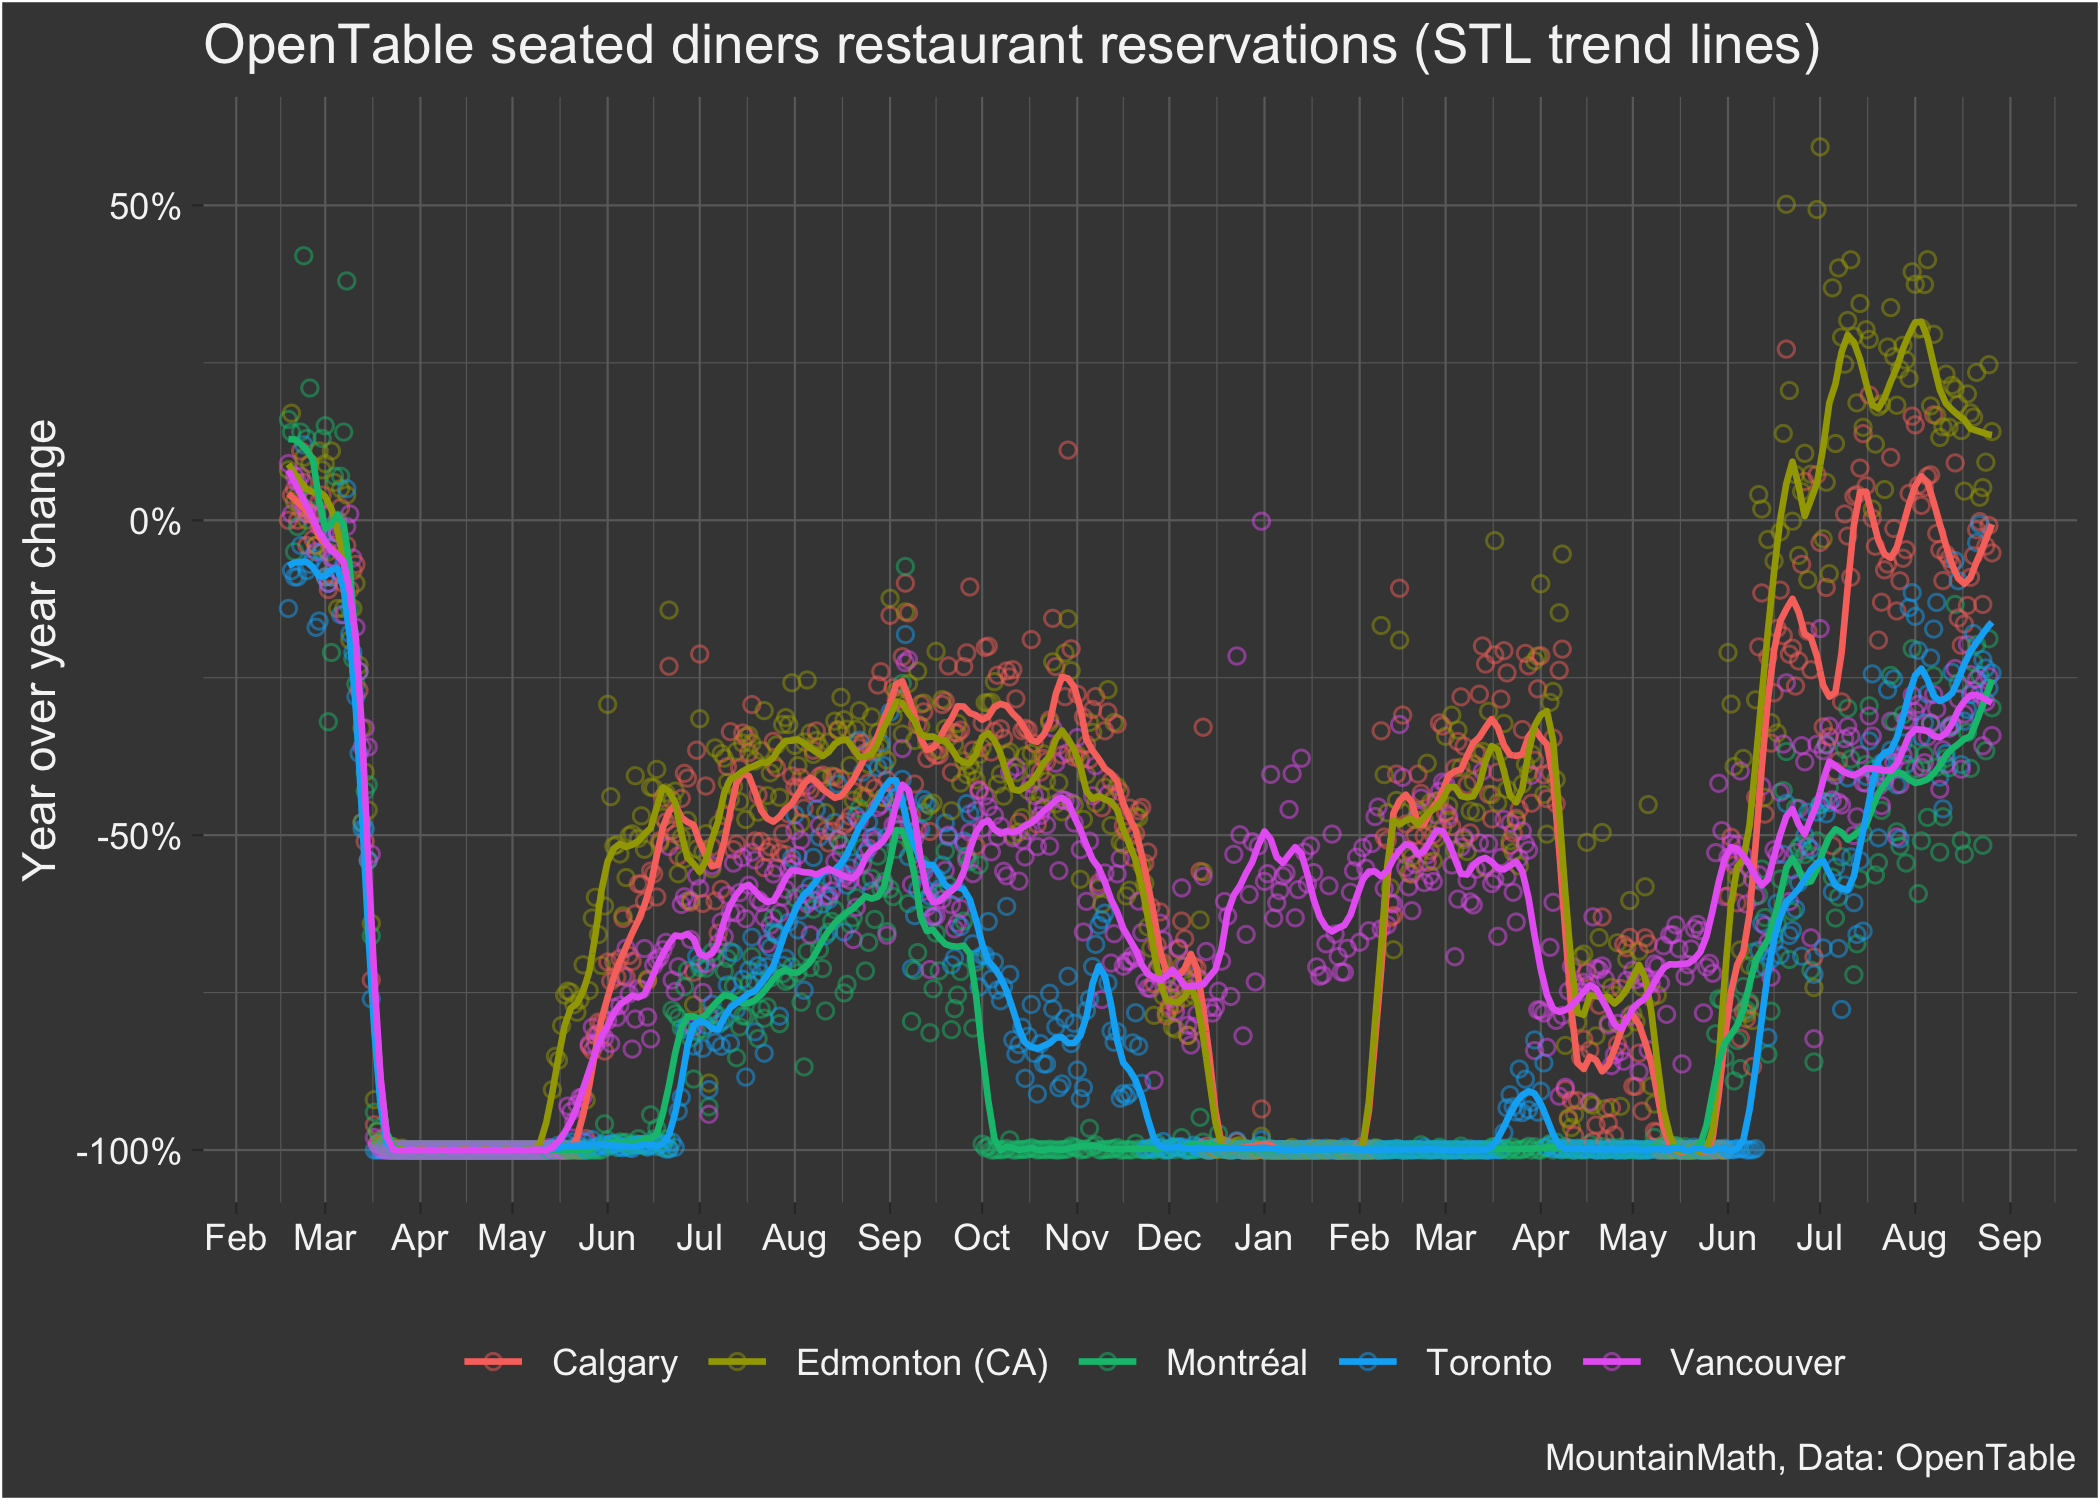 OpenTable seated diners restaurant reservations (STL trend lines)
Year over year change
50%
0%
-50%
-100%
Feb Mar Apr May Jun Jul Aug Sep Oct Nov Dec Jan Feb Mar Apr May Jun Jul Aug Sep
Calgary Edmonton (CA) Montréal Toronto Vancouver
MountainMath, Data: OpenTable